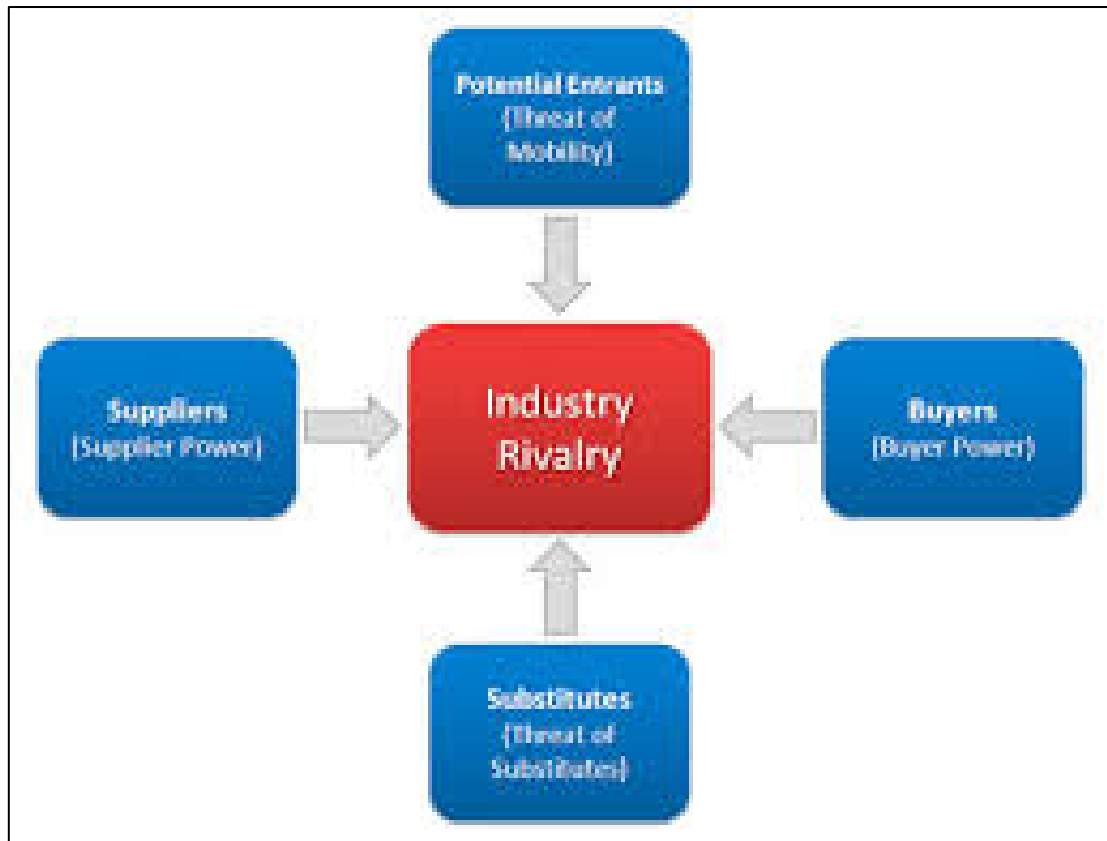 Potential Entrants
(Threat of
Mobility)
Suppliers
(Supplier Power)
Industry
Rivalry
Buyers
(Buyer Power)
Substitutes
(Threat of
Substitutes)